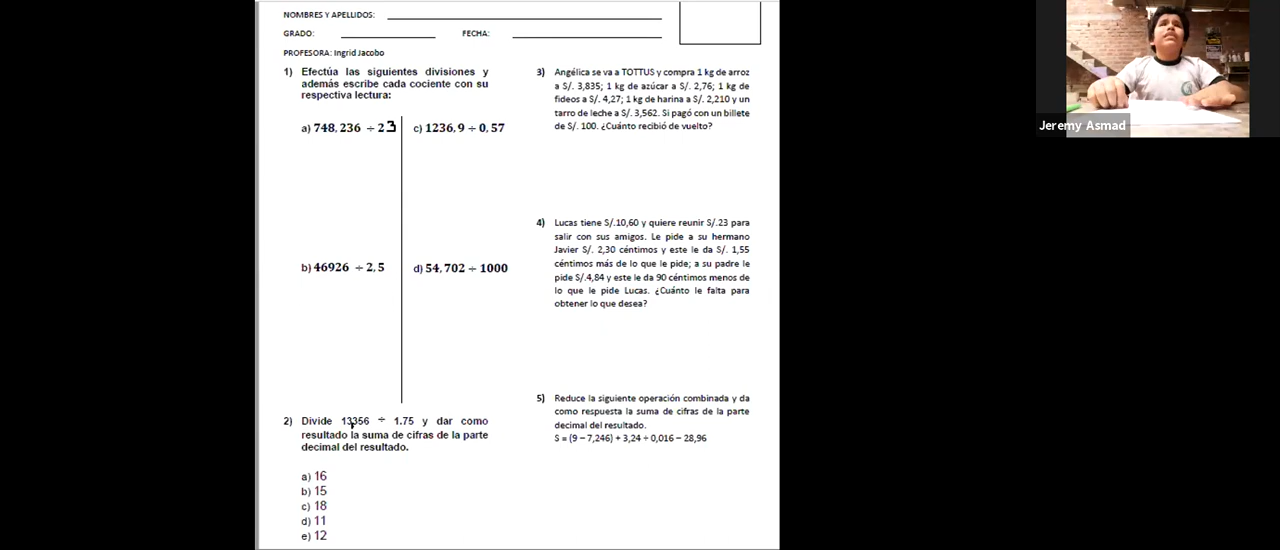 NOMBRES Y APELLIDOS:
GRADO: FECHA:
PROFESORA: Ingrid Jacobo
1) Efectúa las siguientes divisiones y
además escribe cada cociente con su
respectiva lectura:
a) 748,236 ÷ 23
c) 1236,9 ÷ 0,57
b) 46926 ÷ 2,5
d) 54,702 ÷ 1000
2) Divide 13356 ÷ 1.75 y dar como
resultado la suma de cifras de la parte
decimal del resultado.
a) 16
b) 15
c) 18
d) 11
e) 12
3) Angélica se va a TOTTUS y compra 1 kg de arroz
a S/. 3,835; 1 kg de azúcar a S/. 2,76; 1 kg de
fideos a S/. 4,27; 1 kg de harina a S/. 2,210 y un
tarro de leche a S/. 3,562. Si pagó con un billete
de S/. 100. ¿Cuánto recibió de vuelto?
4) Lucas tiene S/.10,60 y quiere reunir S/.23 para
salir con sus amigos. Le pide a su hermano
Javier S/. 2,30 céntimos y este le da S/. 1,55
céntimos más de lo que le pide; a su padre le
pide S/.4,84 y este le da 90 céntimos menos de
lo que le pide Lucas. ¿Cuánto le falta para
obtener lo que desea?
5) Reduce la siguiente operación combinada y da
como respuesta la suma de cifras de la parte
decimal del resultado.
S = (9 – 7,246) + 3,24 ÷ 0,016 – 28,96
Jeremy Asmad